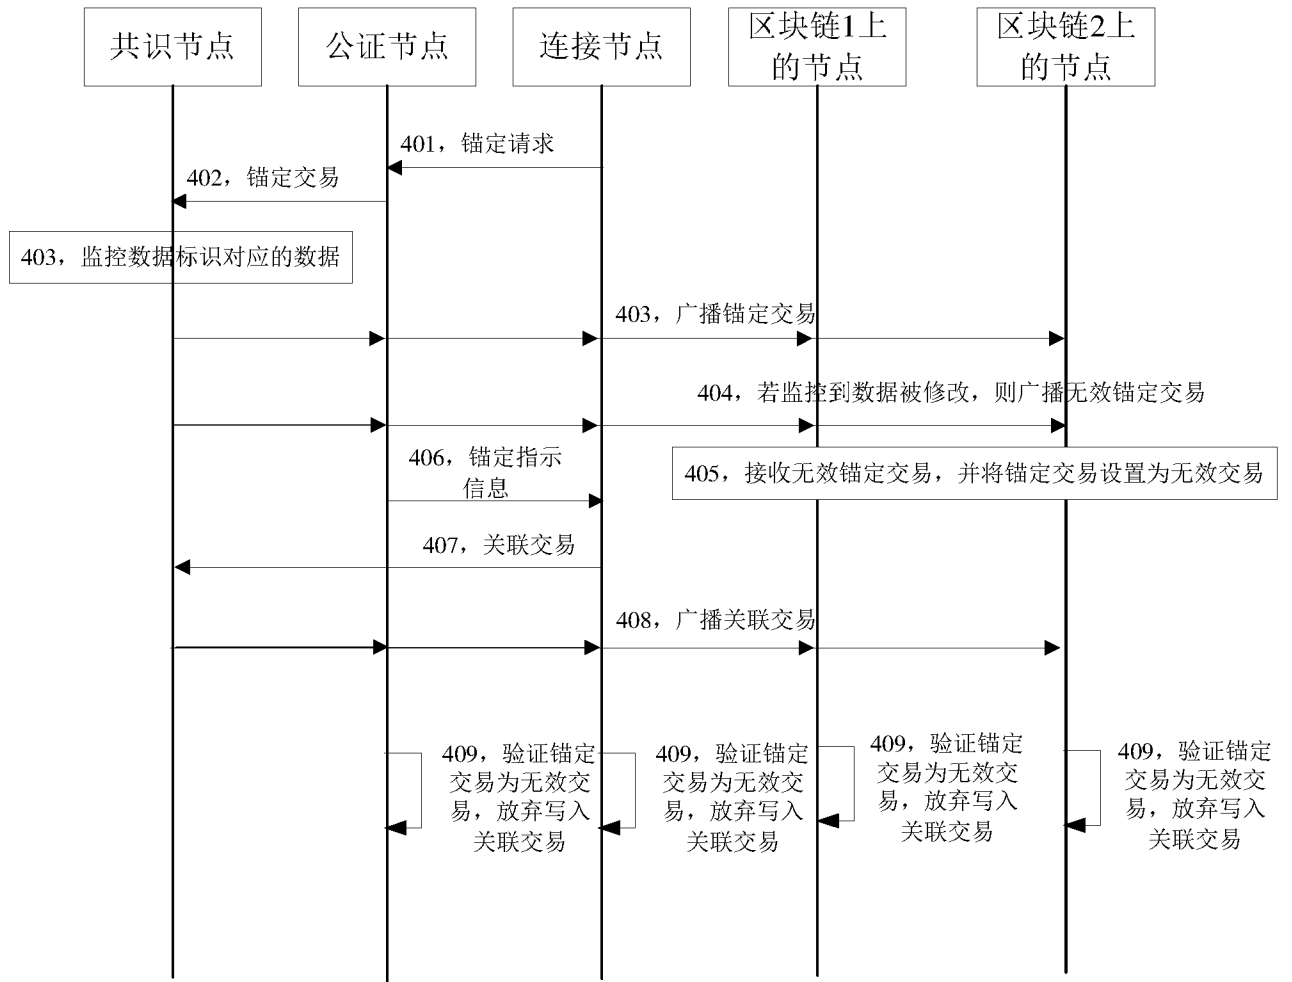 共识节点
公证节点
连接节点
区块链1上
的节点
区块链2上
的节点
401，锚定请求
402，锚定交易
403，监控数据标识对应的数据
403，广播锚定交易
404，若监控到数据被修改，则广播无效锚定交易
405，接收无效锚定交易，并将锚定交易设置为无效交易
406，锚定指示
信息
407，关联交易
408，广播关联交易
409，验证锚定
交易为无效交
易，放弃写入
关联交易
409，验证锚定
交易为无效交
易，放弃写入
关联交易
409，验证锚定
交易为无效交
易，放弃写入
关联交易
409，验证锚定
交易为无效交
易，放弃写入
关联交易